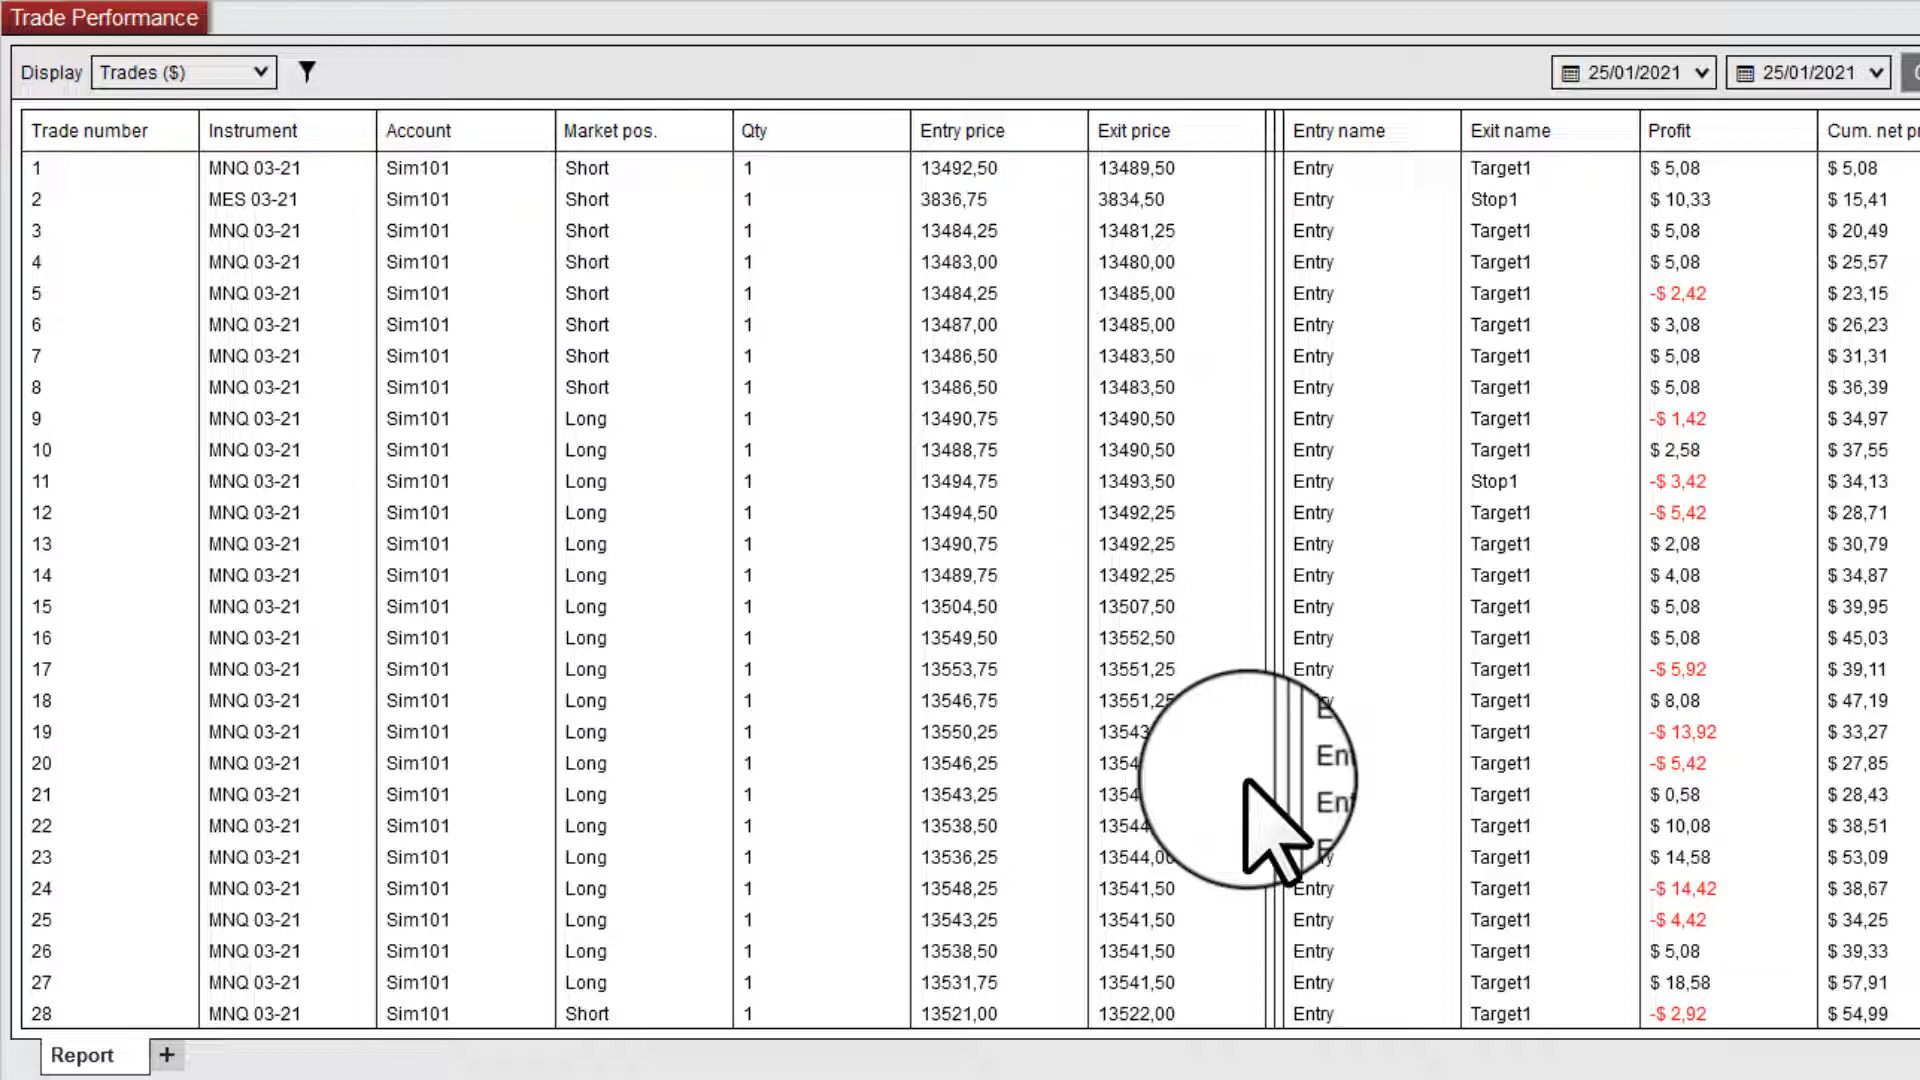 Trade Performance
Display Trades ($) 25/01/2021 25/01/2021
Trade number Instrument Account Market pos. Qty Entry price Exit price Entry name Exit name Profit Cum. net
1 MNQ 03-21 Sim101 Short 1 13492,50 13489,50 Entry Target1 $ 5,08 $ 5,08
2 MES 03-21 Sim101 Short 1 3836,75 3834,50 Entry Stop1 $ 10,33 $ 15,41
3 MNQ 03-21 Sim101 Short 1 13484,25 13481,25 Entry Target1 $ 5,08 $ 20,49
4 MNQ 03-21 Sim101 Short 1 13483,00 13480,00 Entry Target1 $ 5,08 $ 25,57
5 MNQ 03-21 Sim101 Short 1 13484,25 13485,00 Entry Target1 -$ 2,42 $ 23,15
6 MNQ 03-21 Sim101 Short 1 13487,00 13485,00 Entry Target1 $ 3,08 $ 26,23
7 MNQ 03-21 Sim101 Short 1 13486,50 13483,50 Entry Target1 $ 5,08 $ 31,31
8 MNQ 03-21 Sim101 Short 1 13486,50 13483,50 Entry Target1 $ 5,08 $ 36,39
9 MNQ 03-21 Sim101 Long 1 13490,75 13490,50 Entry Target1 -$ 1,42 $ 34,97
10 MNQ 03-21 Sim101 Long 1 13488,75 13490,50 Entry Target1 $ 2,58 $ 37,55
11 MNQ 03-21 Sim101 Long 1 13494,75 13493,50 Entry Stop1 -$ 3,42 $ 34,13
12 MNQ 03-21 Sim101 Long 1 13494,50 13492,25 Entry Target1 -$ 5,42 $ 28,71
13 MNQ 03-21 Sim101 Long 1 13490,75 13492,25 Entry Target1 $ 2,08 $ 30,79
14 MNQ 03-21 Sim101 Long 1 13489,75 13492,25 Entry Target1 $ 4,08 $ 34,87
15 MNQ 03-21 Sim101 Long 1 13504,50 13507,50 Entry Target1 $ 5,08 $ 39,95
16 MNQ 03-21 Sim101 Long 1 13549,50 13552,50 Entry Target1 $ 5,08 $ 45,03
17 MNQ 03-21 Sim101 Long 1 13553,75 13551,25 Entry Target1 -$ 5,92 $ 39,11
18 MNQ 03-21 Sim101 Long 1 13546,75 13551,25 Target1 $ 8,08 $ 47,19
19 MNQ 03-21 Sim101 Long 1 13550,25 Target1 -$ 13,92 $ 33,27
20 MNQ 03-21 Sim101 Long 1 13546,25 Target1 -$ 5,42 $ 27,85
21 MNQ 03-21 Sim101 Long 1 13543,25 Target1 $ 0,58 $ 28,43
22 MNQ 03-21 Sim101 Long 1 13538,50 Target1 $ 10,08 $ 38,51
23 MNQ 03-21 Sim101 Long 1 13536,25 13544,00 Target1 $ 14,58 $ 53,09
24 MNQ 03-21 Sim101 Long 1 13548,25 13541,50 Entry Target1 -$ 14,42 $ 38,67
25 MNQ 03-21 Sim101 Long 1 13543,25 13541,50 Entry Target1 -$ 4,42 $ 34,25
26 MNQ 03-21 Sim101 Long 1 13538,50 13541,50 Entry Target1 $ 5,08 $ 39,33
27 MNQ 03-21 Sim101 Long 1 13531,75 13541,50 Entry Target1 $ 18,58 $ 57,91
28 MNQ 03-21 Sim101 Short 1 13521,00 13522,00 Entry Target1 -$ 2,92 $ 54,99
Report +